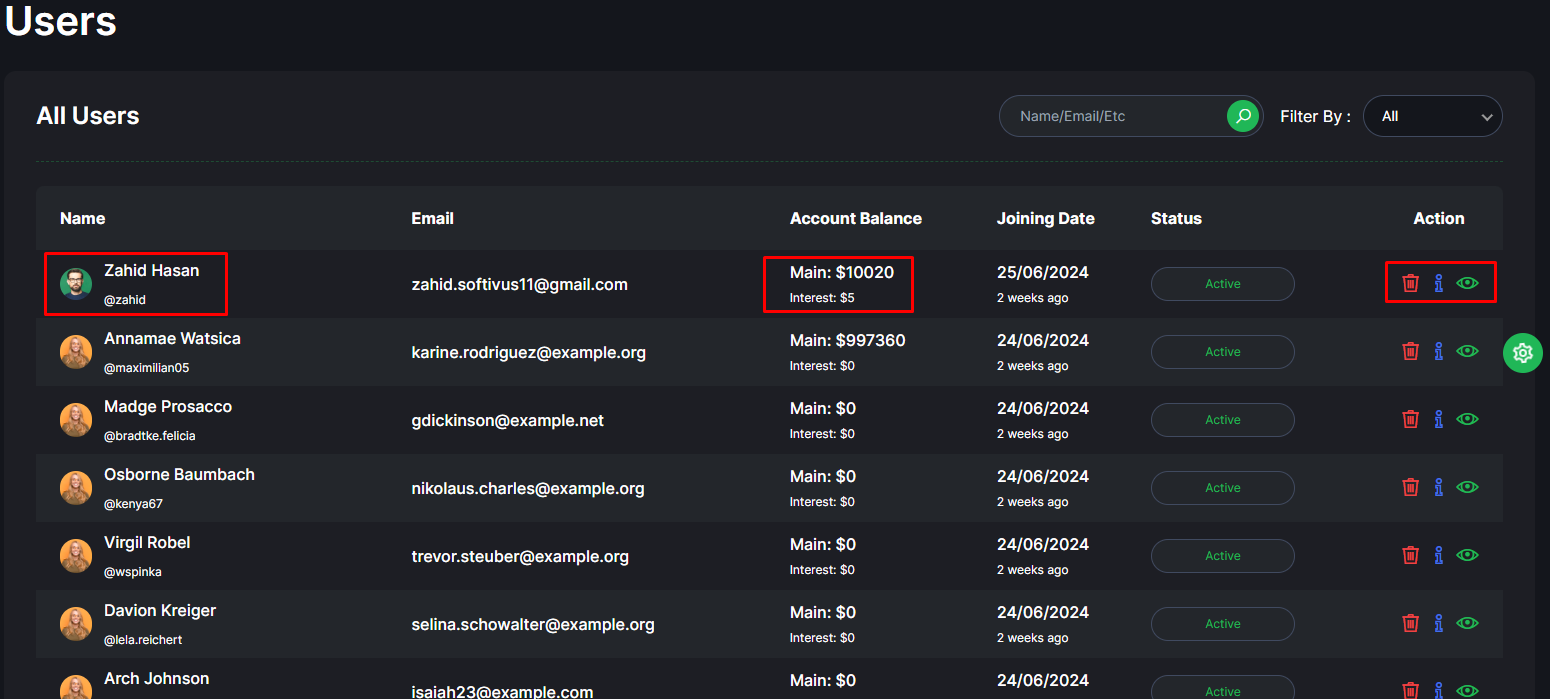 Users
All Users
Name/Email/Etc
Filter By :
All
Name Email Account Balance Joining Date Status Action
Zahid Hasan
@zahid
zahid.softivus11@gmail.com
Main: $10020
Interest: $5
25/06/2024
2 weeks ago
Active
Annamae Watsica
@maximilian05
karine.rodriguez@example.org
Main: $997360
Interest: $0
24/06/2024
2 weeks ago
Active
Madge Prosacco
@bradtke.felicia
gdickinson@example.net
Main: $0
Interest: $0
24/06/2024
2 weeks ago
Active
Osborne Baumbach
@kenya67
nikolaus.charles@example.org
Main: $0
Interest: $0
24/06/2024
2 weeks ago
Active
Virgil Robel
@wspinka
trevor.steuber@example.org
Main: $0
Interest: $0
24/06/2024
2 weeks ago
Active
Davion Kreiger
@lela.reichert
selina.schowalter@example.org
Main: $0
Interest: $0
24/06/2024
2 weeks ago
Active
Arch Johnson
isaiah23@example.com
Main: $0
24/06/2024
Active